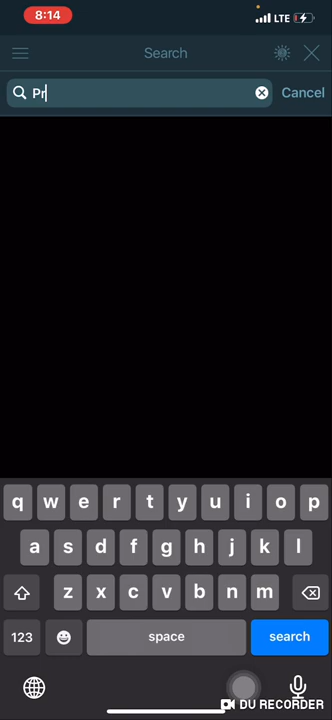 8:14
LTE
Search
Pr
Cancel
q w e r t y u i o p
a s d f g h j k l
z x c v b n m
123 space search
DU RECORDER